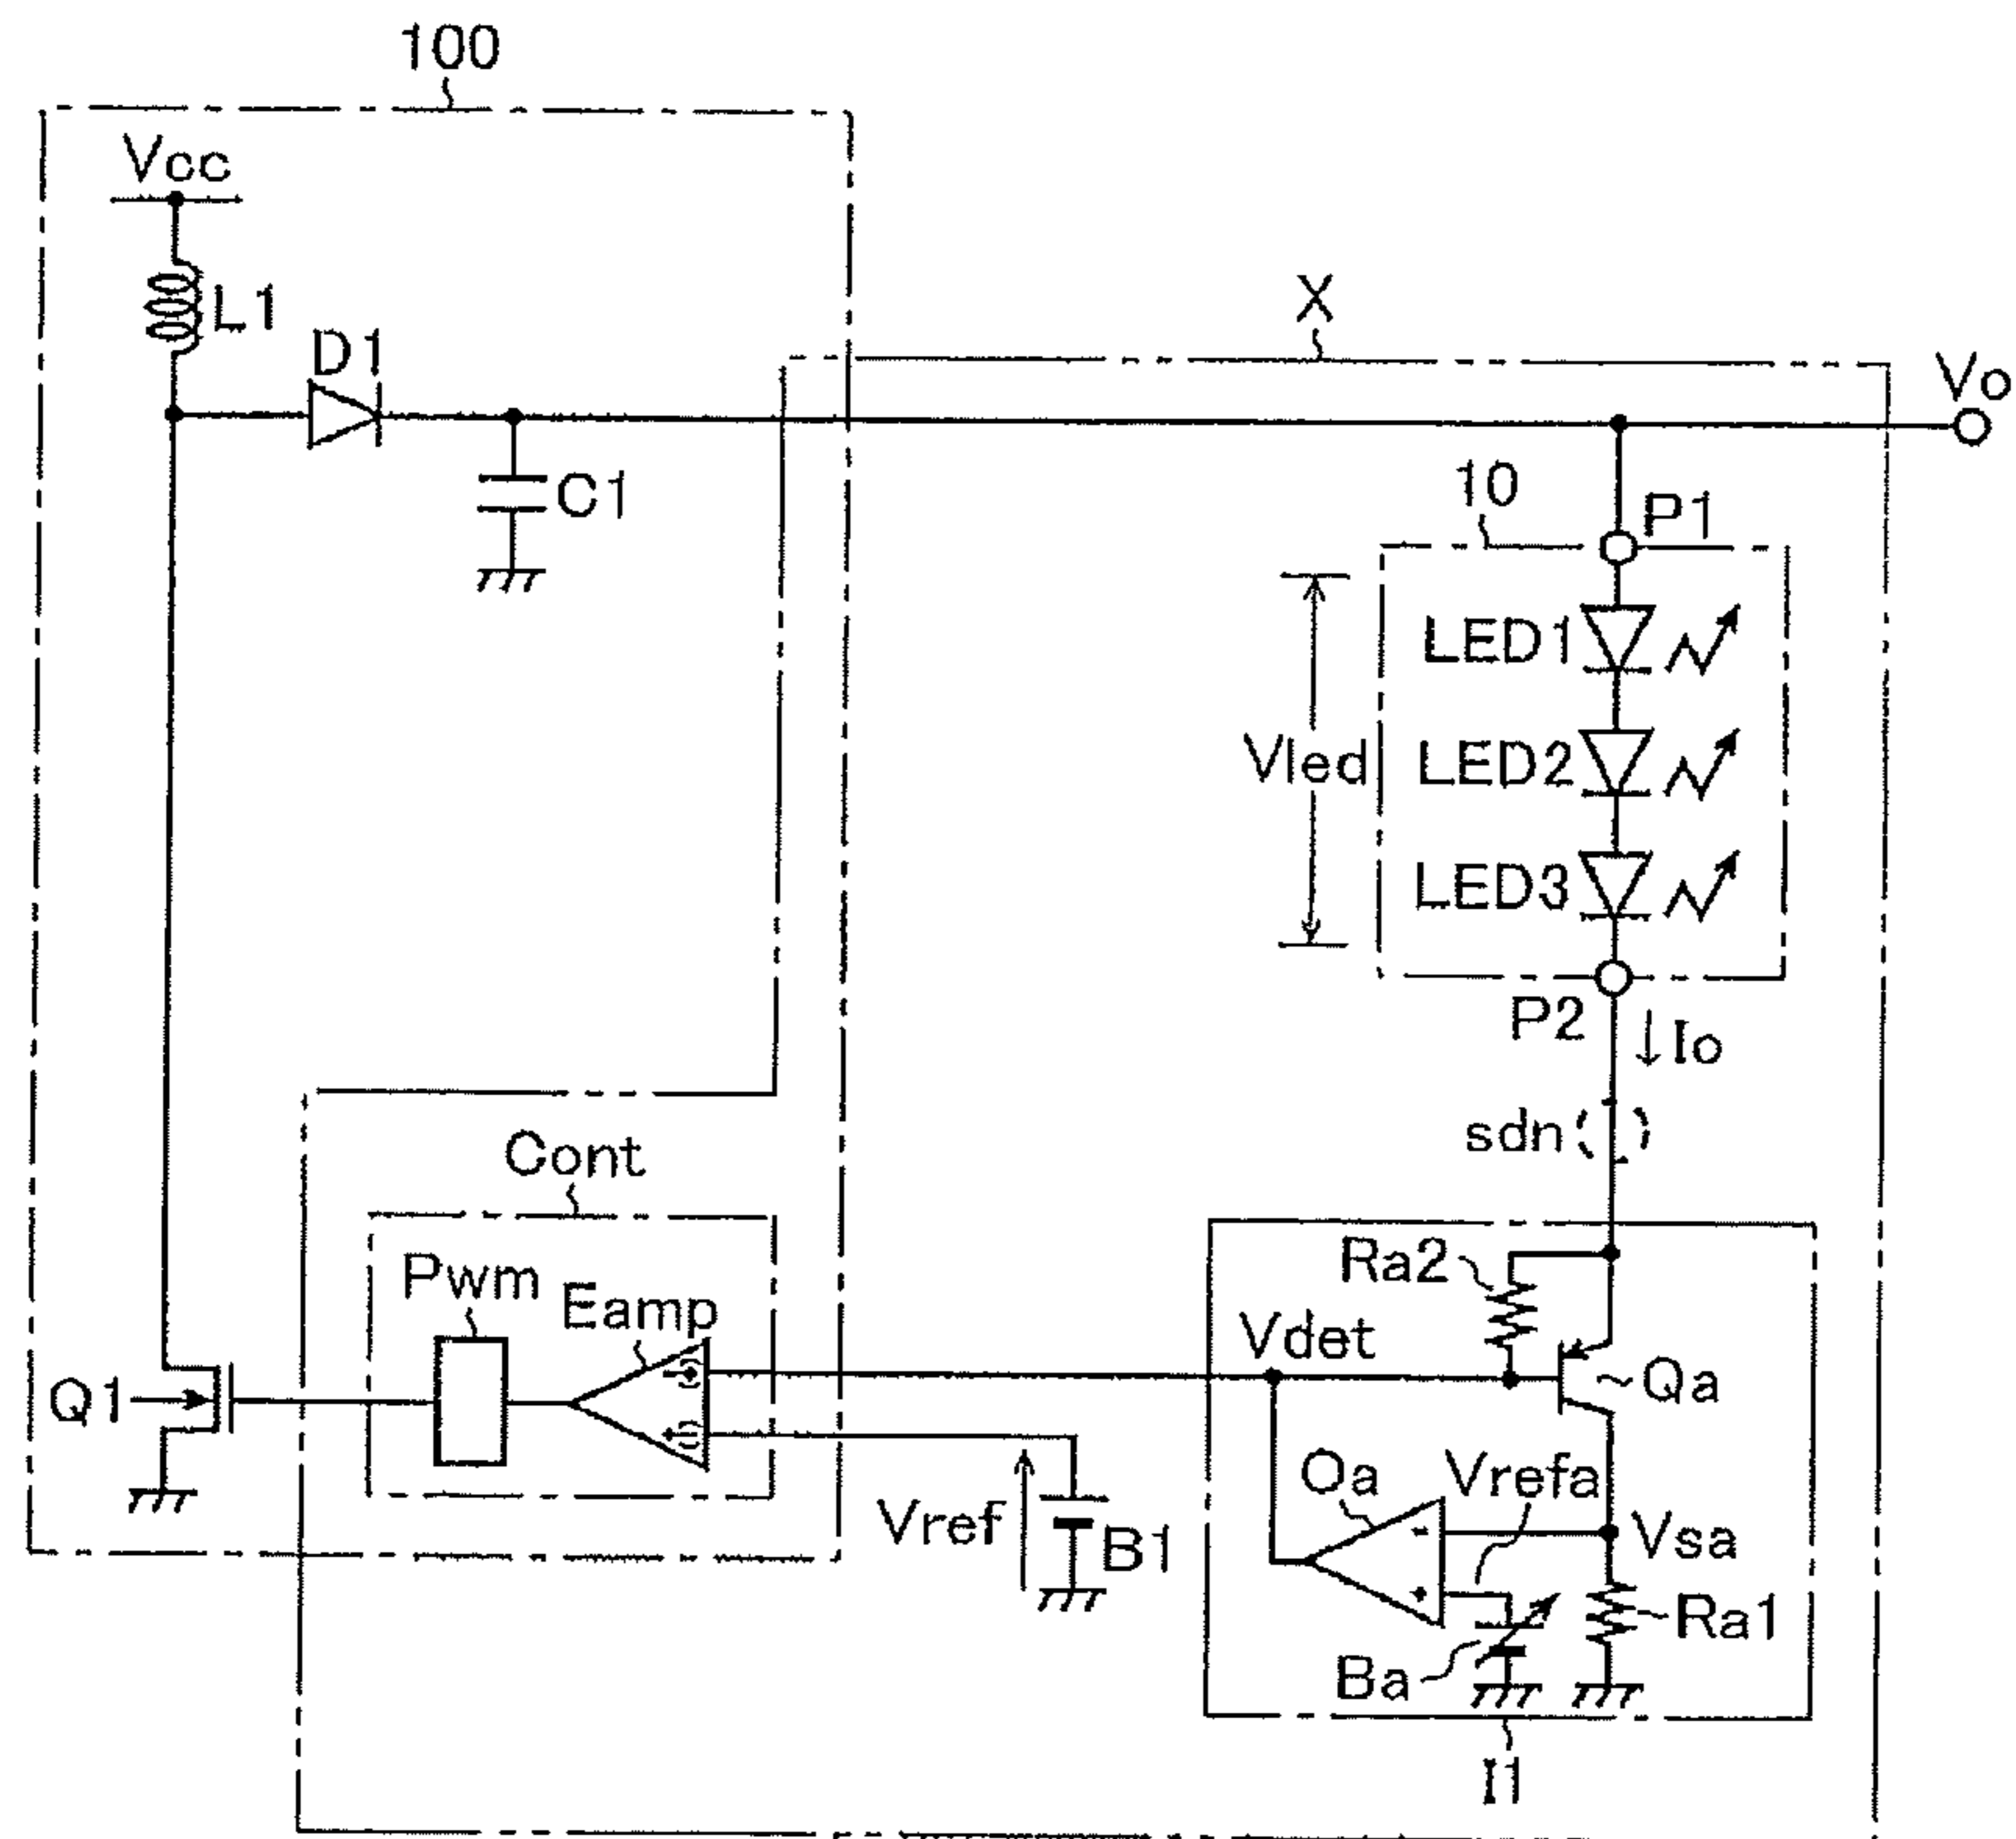 100
Vcc
L1
D1
C1
X
Vo
10
P1
LED1
Vled
LED2
LED3
P2
Io
sdn
Cont
Pwm
Eamp
Q1
Vref
B1
Ra2
Vdet
Qa
Oa
Vrefa
Vsa
Ra1
Ba
I1